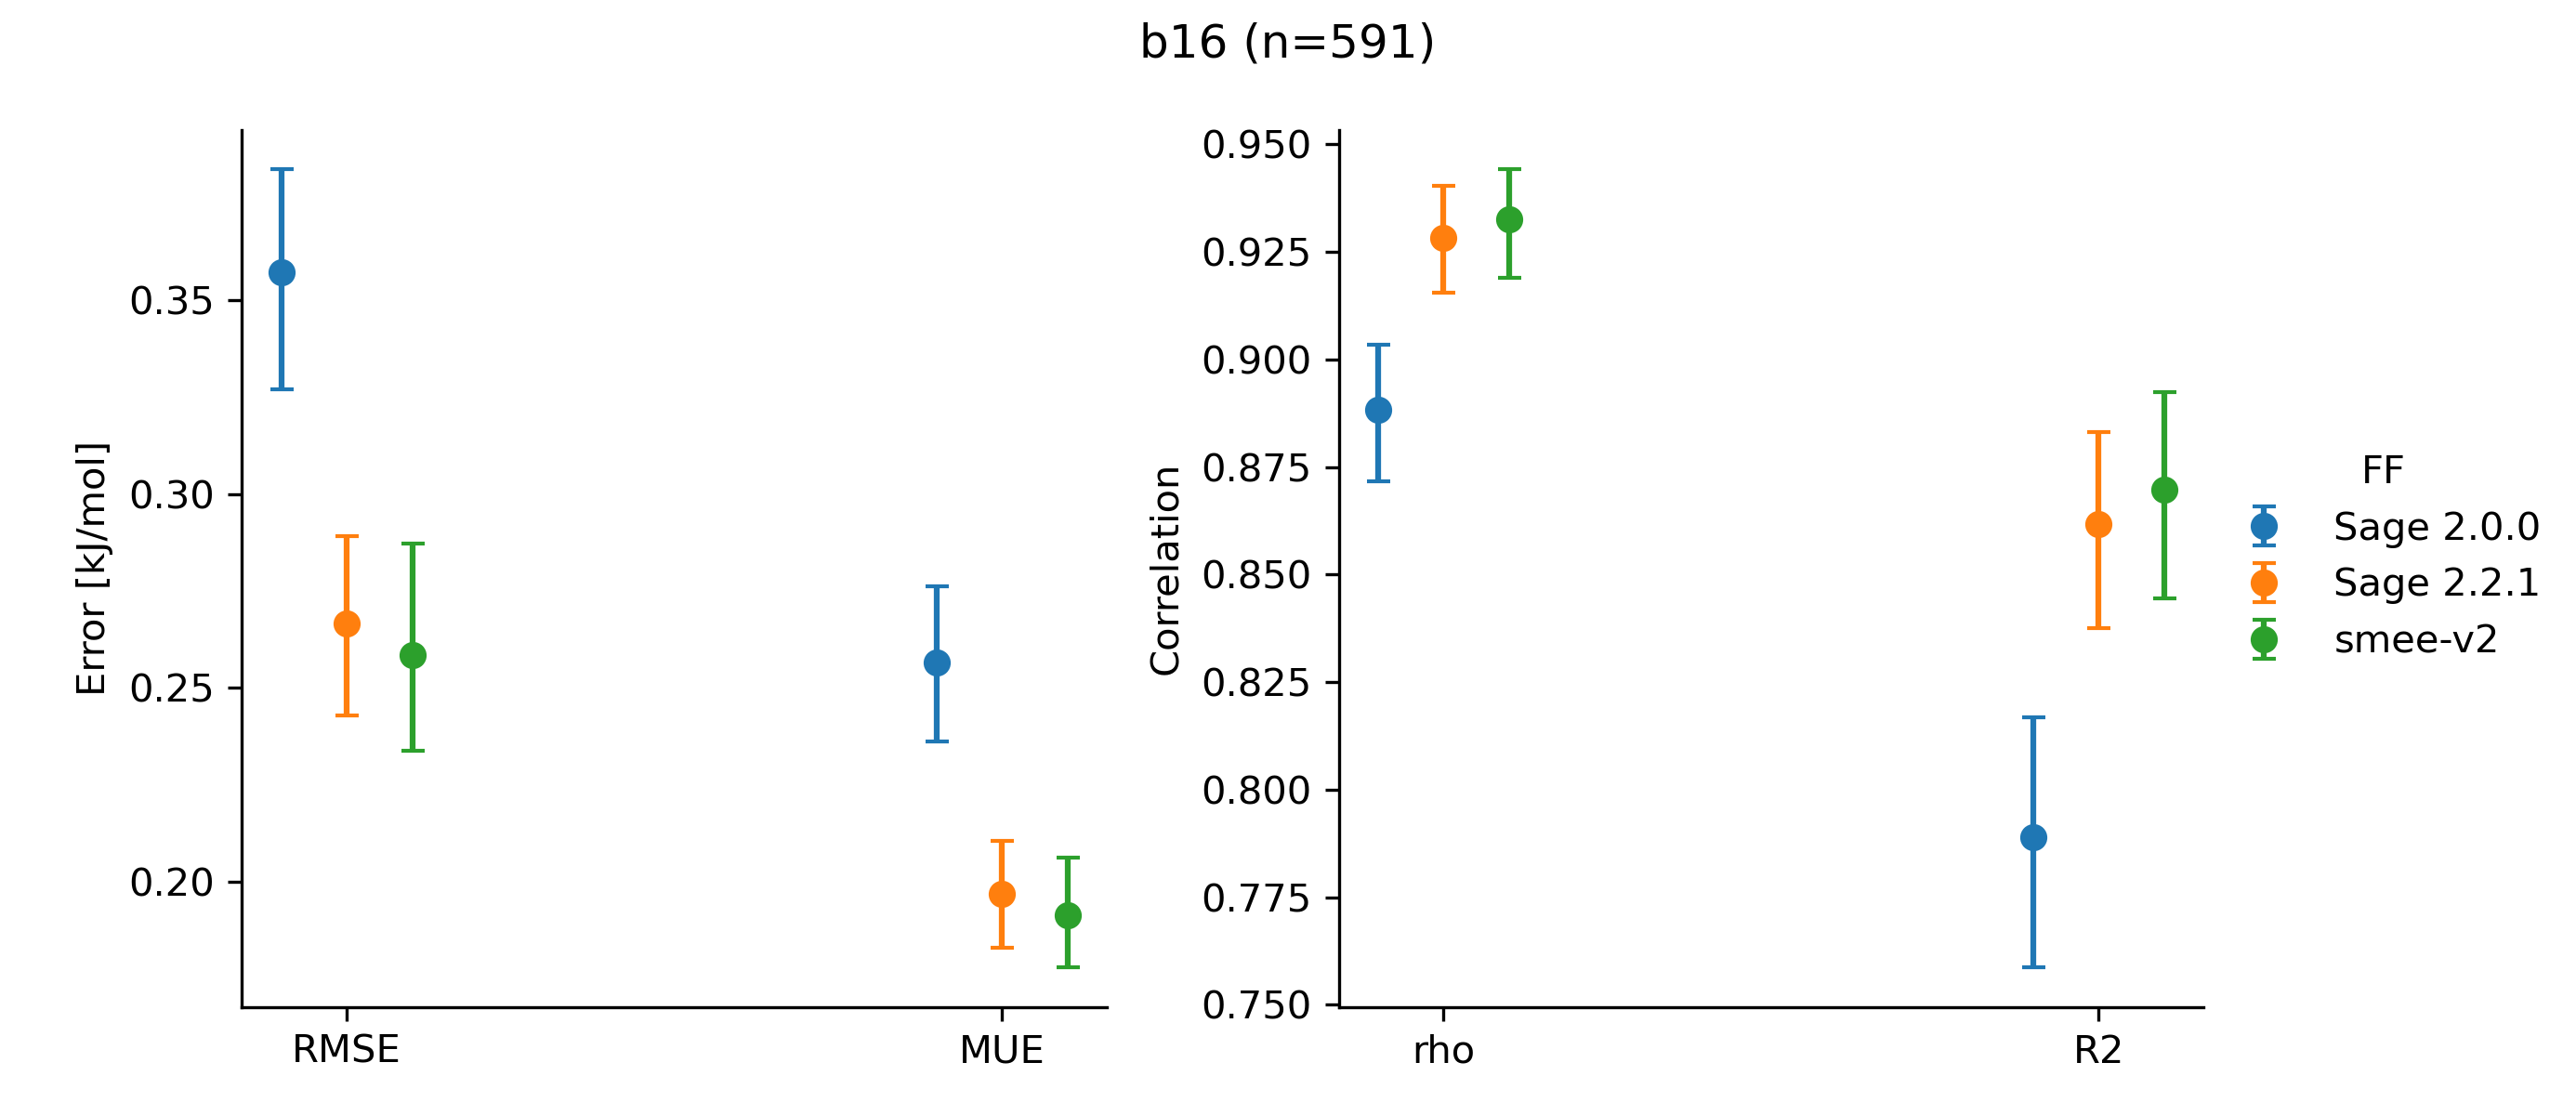 b16 (n=591)
Error [kJ/mol]
0.35
0.30
0.25
0.20
RMSE
MUE
Correlation
0.950
0.925
0.900
0.875
0.850
0.825
0.800
0.775
0.750
rho
R2
FF
Sage 2.0.0
Sage 2.2.1
smee-v2